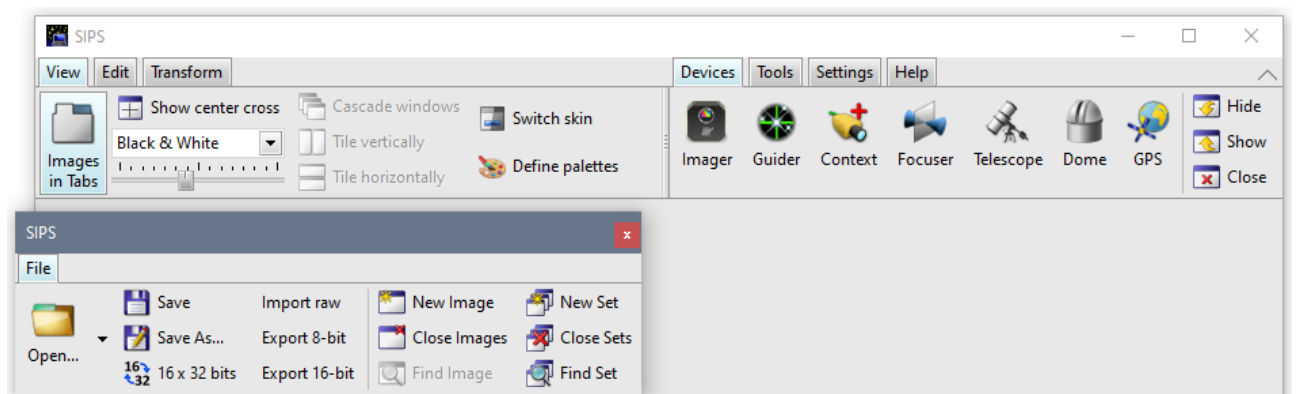 SIPS
View Edit Transform Devices Tools Settings Help
Images in Tabs
Show center cross
Black & White
Cascade windows
Tile vertically
Tile horizontally
Switch skin
Define palettes
Imager Guider Context Focuser Telescope Dome GPS
Hide
Show
Close
SIPS
File
Open...
Save
Save As...
16 32 16 x 32 bits
Import raw
Export 8-bit
Export 16-bit
New Image
Close Images
Find Image
New Set
Close Sets
Find Set